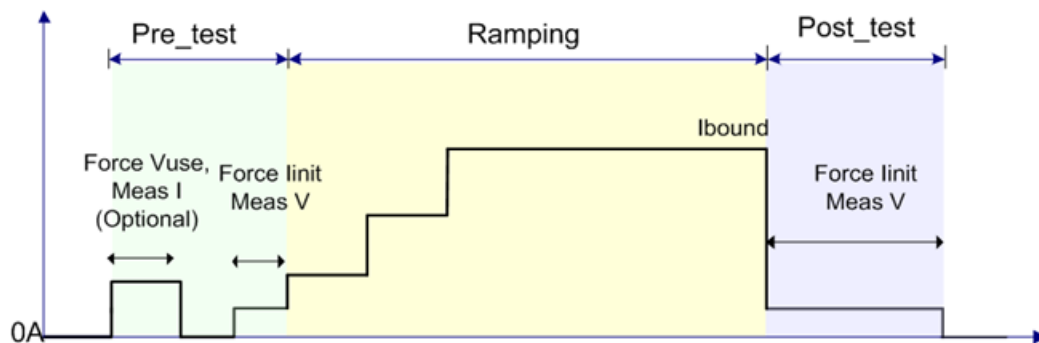 Pre_test
Ramping
Post_test
Ibound
Force Vuse,
Meas I
(Optional)
Force Iinit
Meas V
Force Iinit
Meas V
0A